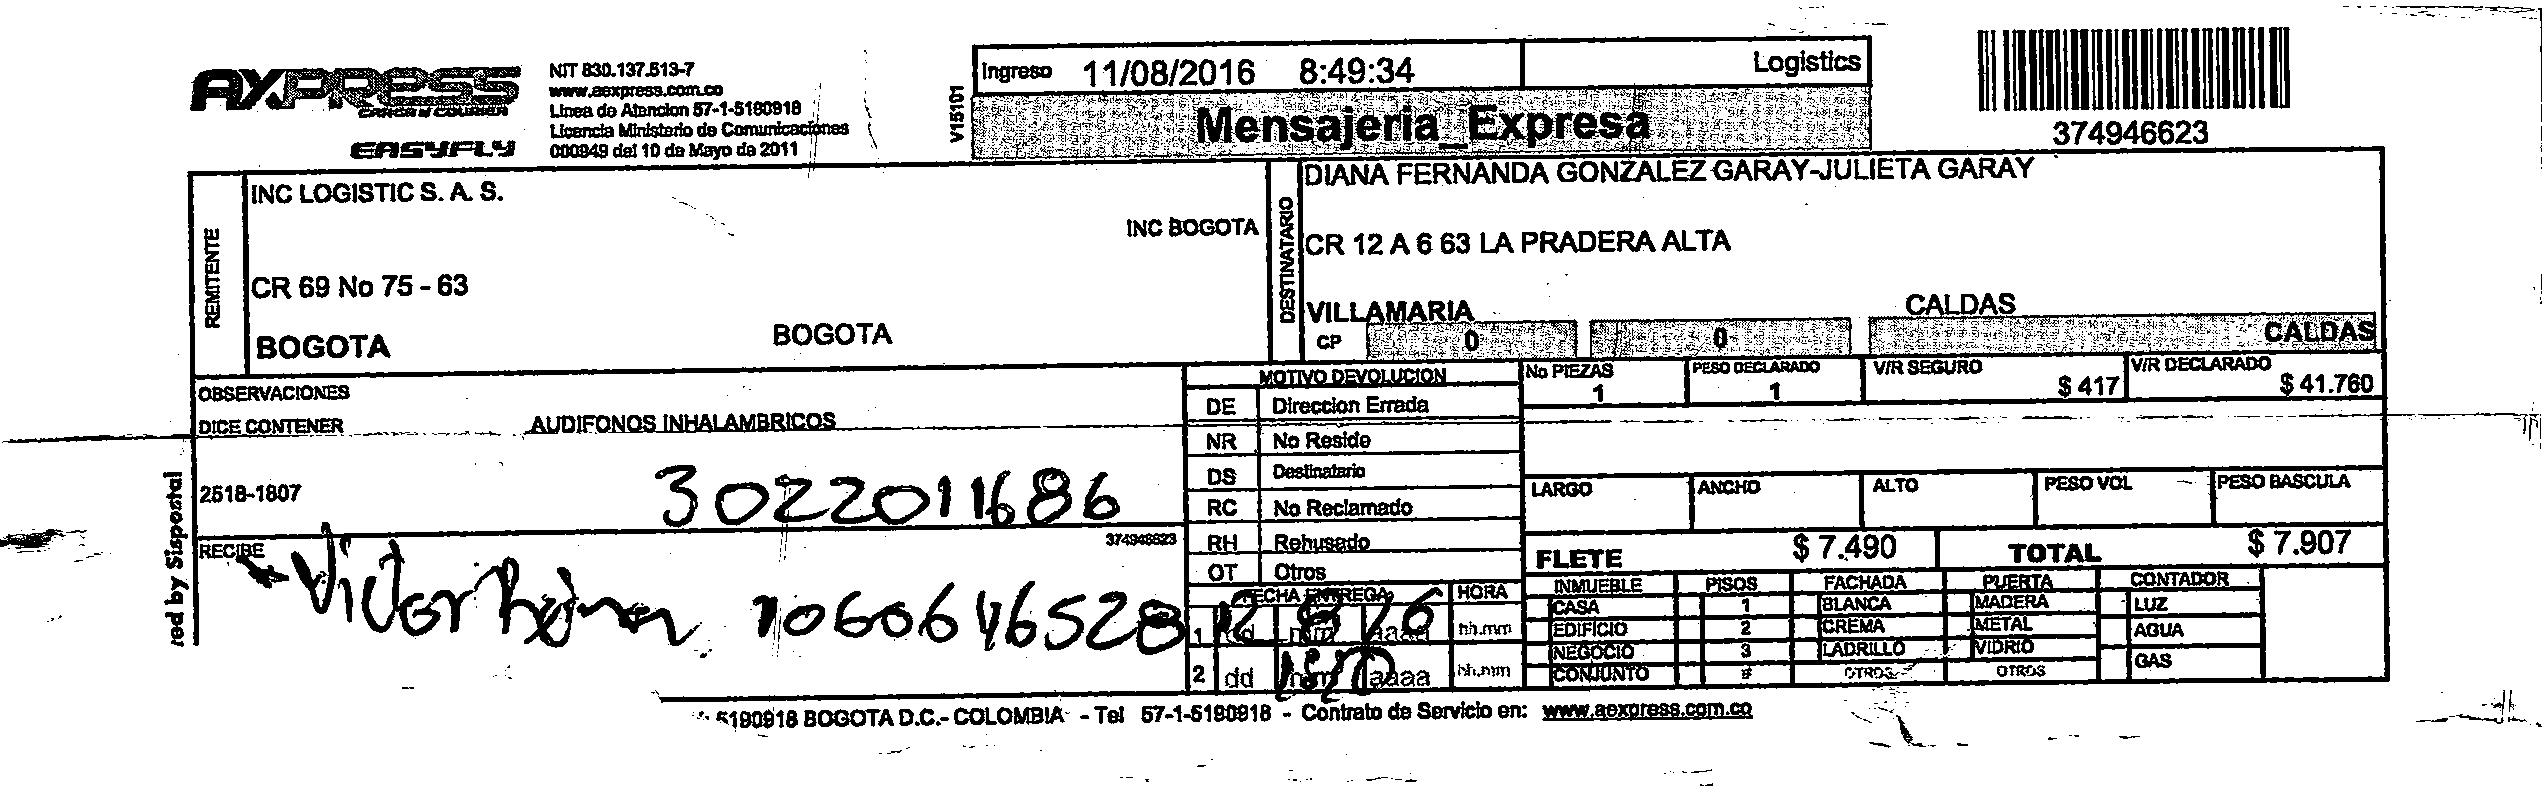 AXPRESS
CARGA & COURIER
EASYFLY
NIT 830.137.513-7
www.aexpress.com.co
Linea de Atencion 57-1-5180918
Licencia Ministerio de Comunicaciones
000949 del 10 de Mayo de 2011
V15101
Ingreso 11/08/2016 8:49:34 Logistics
Mensajeria_Expresa
374946623
REMITENTE
INC LOGISTIC S. A. S.
INC BOGOTA
CR 69 No 75 - 63
BOGOTA BOGOTA
DESTINATARIO
DIANA FERNANDA GONZALEZ GARAY-JULIETA GARAY
CR 12 A 6 63 LA PRADERA ALTA
VILLAMARIA CALDAS
CP 0 0 CALDAS
OBSERVACIONES
DICE CONTENER AUDIFONOS INHALAMBRICOS
2518-1807 3022011686
red by Sispostal
RECIBE 374946623
Victor 1060646528
MOTIVO DEVOLUCION
DE Direccion Errada
NR No Reside
DS Destinatario
RC No Reclamado
RH Rehusado
OT Otros
FECHA ENTREGA HORA
1 dd mm aaaa hh:mm
12 8 16
2 dd mm aaaa hh:mm
No PIEZAS PESO DECLARADO V/R SEGURO V/R DECLARADO
1 1 $ 417 $ 41.760
LARGO ANCHO ALTO PESO VOL PESO BASCULA
FLETE $ 7.490 TOTAL $ 7.907
INMUEBLE PISOS FACHADA PUERTA CONTADOR
CASA 1 BLANCA MADERA LUZ
EDIFICIO 2 CREMA METAL AGUA
NEGOCIO 3 LADRILLO VIDRIO GAS
CONJUNTO # OTROS OTROS
5190918 BOGOTA D.C.- COLOMBIA - Tel 57-1-5190918 - Contrato de Servicio en: www.aexpress.com.co